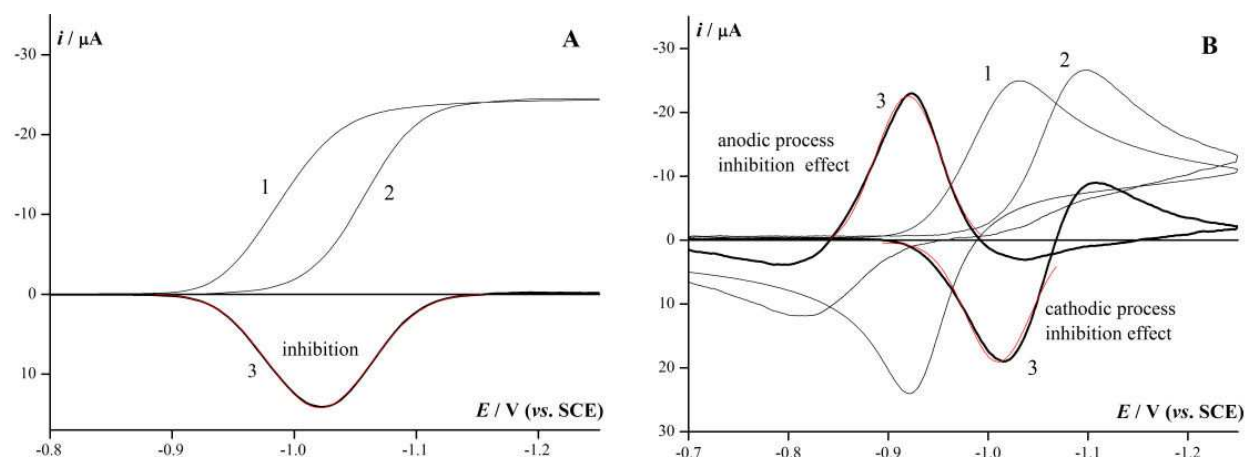 i / μA
A
-30
-20
-10
0
10
1
2
inhibition
3
E / V (vs. SCE)
-0.8
-0.9
-1.0
-1.1
-1.2
i / μA
B
-30
-20
-10
0
10
20
30
1
2
3
anodic process
inhibition effect
cathodic process
inhibition effect
3
E / V (vs. SCE)
-0.7
-0.8
-0.9
-1.0
-1.1
-1.2